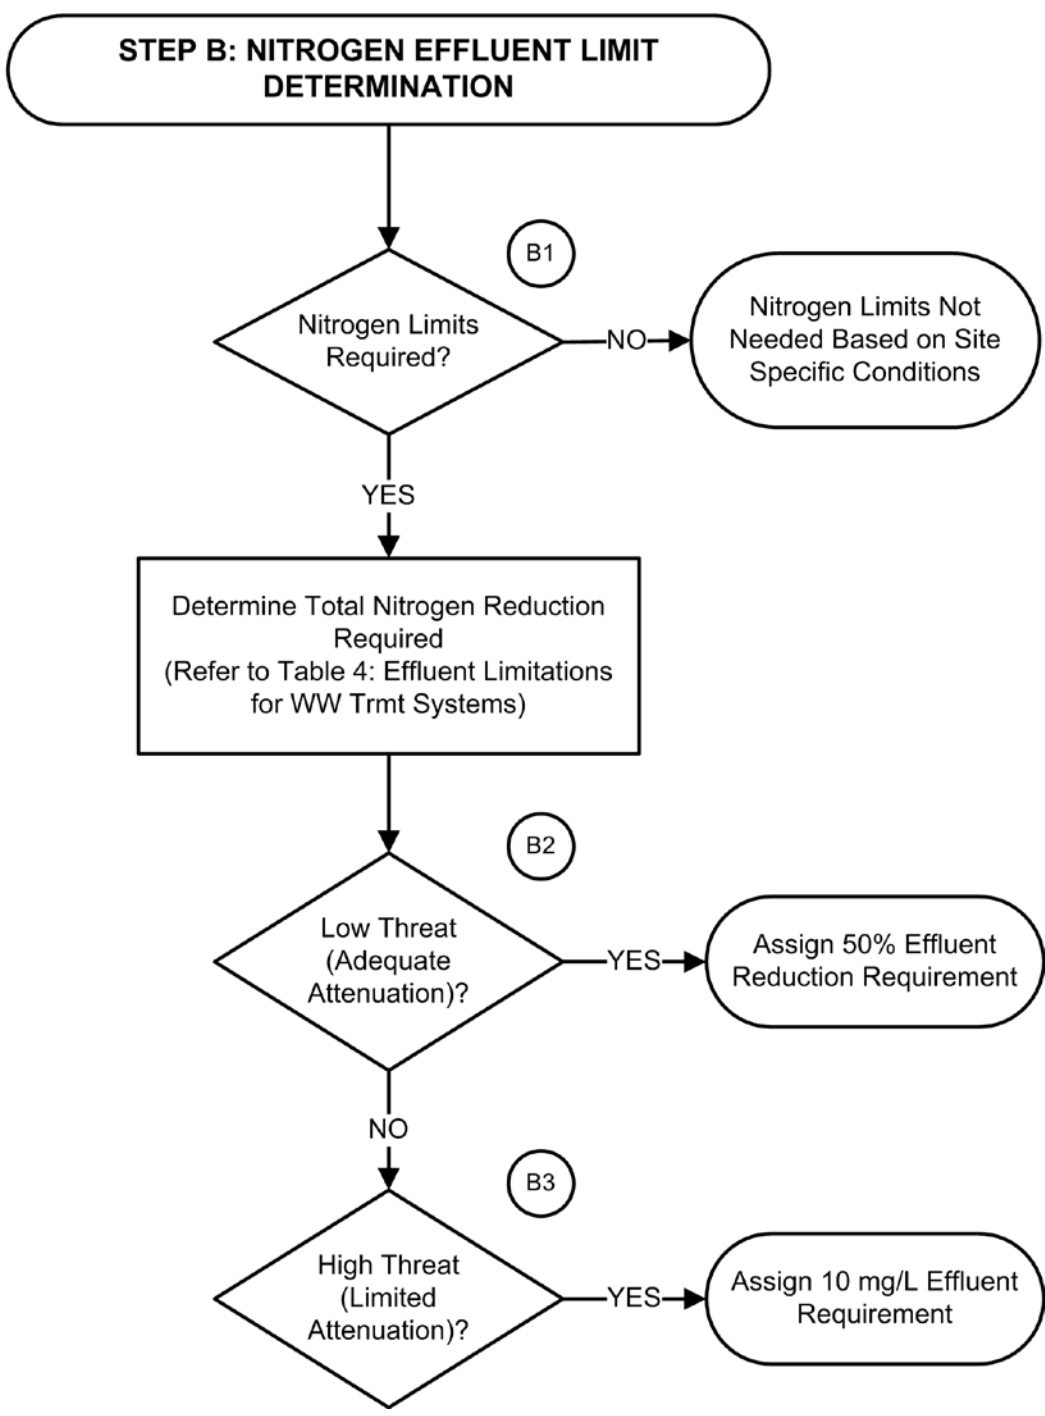 STEP B: NITROGEN EFFLUENT LIMIT
DETERMINATION
B1
Nitrogen Limits
Required?
NO
Nitrogen Limits Not
Needed Based on Site
Specific Conditions
YES
Determine Total Nitrogen Reduction
Required
(Refer to Table 4: Effluent Limitations
for WW Trmt Systems)
B2
Low Threat
(Adequate
Attenuation)?
YES
Assign 50% Effluent
Reduction Requirement
NO
B3
High Threat
(Limited
Attenuation)?
YES
Assign 10 mg/L Effluent
Requirement